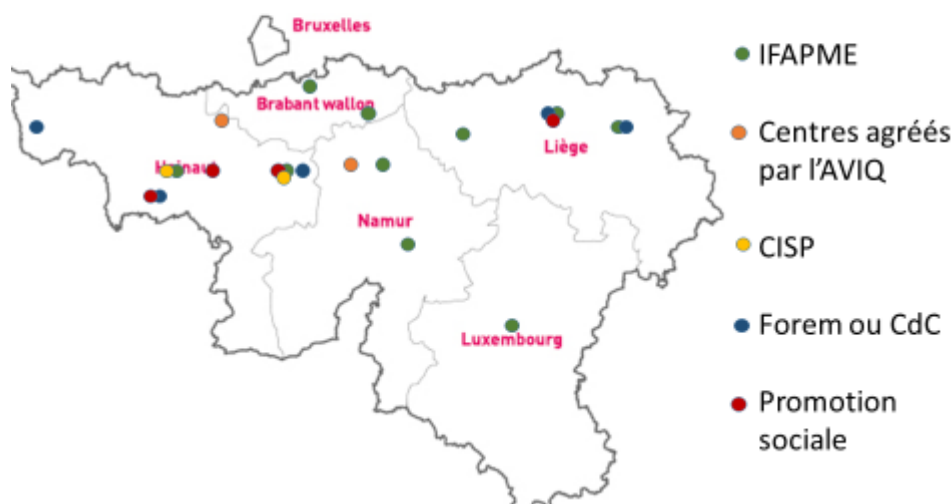 Bruxelles
Brabant wallon
Hainaut
Liège
Namur
Luxembourg
IFAPME
Centres agréés
par l'AVIQ
CISP
Forem ou CdC
Promotion
sociale